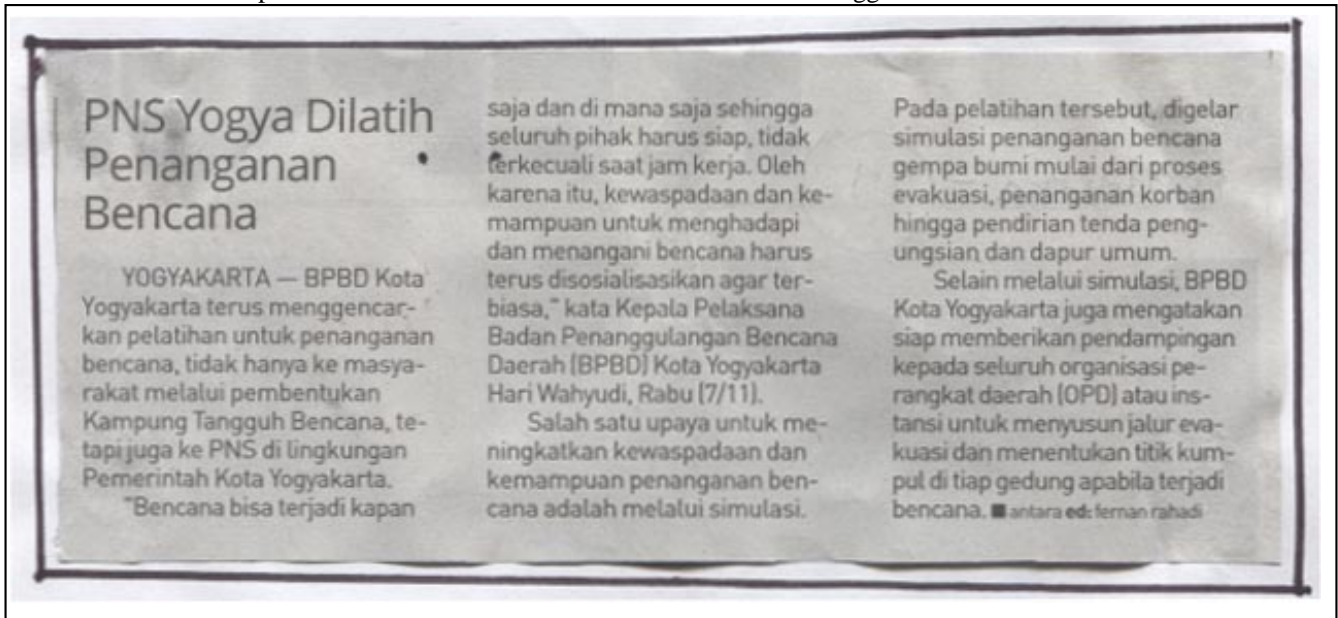 PNS Yogya Dilatih
Penanganan
Bencana
YOGYAKARTA — BPBD Kota
Yogyakarta terus menggencar-
kan pelatihan untuk penanganan
bencana, tidak hanya ke masya-
rakat melalui pembentukan
Kampung Tangguh Bencana, te-
tapi juga ke PNS di lingkungan
Pemerintah Kota Yogyakarta.
"Bencana bisa terjadi kapan
saja dan di mana saja sehingga
seluruh pihak harus siap, tidak
terkecuali saat jam kerja. Oleh
karena itu, kewaspadaan dan ke-
mampuan untuk menghadapi
dan menangani bencana harus
terus disosialisasikan agar ter-
biasa," kata Kepala Pelaksana
Badan Penanggulangan Bencana
Daerah (BPBD) Kota Yogyakarta
Hari Wahyudi, Rabu (7/11).
Salah satu upaya untuk me-
ningkatkan kewaspadaan dan
kemampuan penanganan ben-
cana adalah melalui simulasi.
Pada pelatihan tersebut, digelar
simulasi penanganan bencana
gempa bumi mulai dari proses
evakuasi, penanganan korban
hingga pendirian tenda peng-
ungsian dan dapur umum.
Selain melalui simulasi, BPBD
Kota Yogyakarta juga mengatakan
siap memberikan pendampingan
kepada seluruh organisasi pe-
rangkat daerah (OPD) atau ins-
tansi untuk menyusun jalur eva-
kuasi dan menentukan titik kum-
pul di tiap gedung apabila terjadi
bencana. ■ antara ed: fernan rahadi